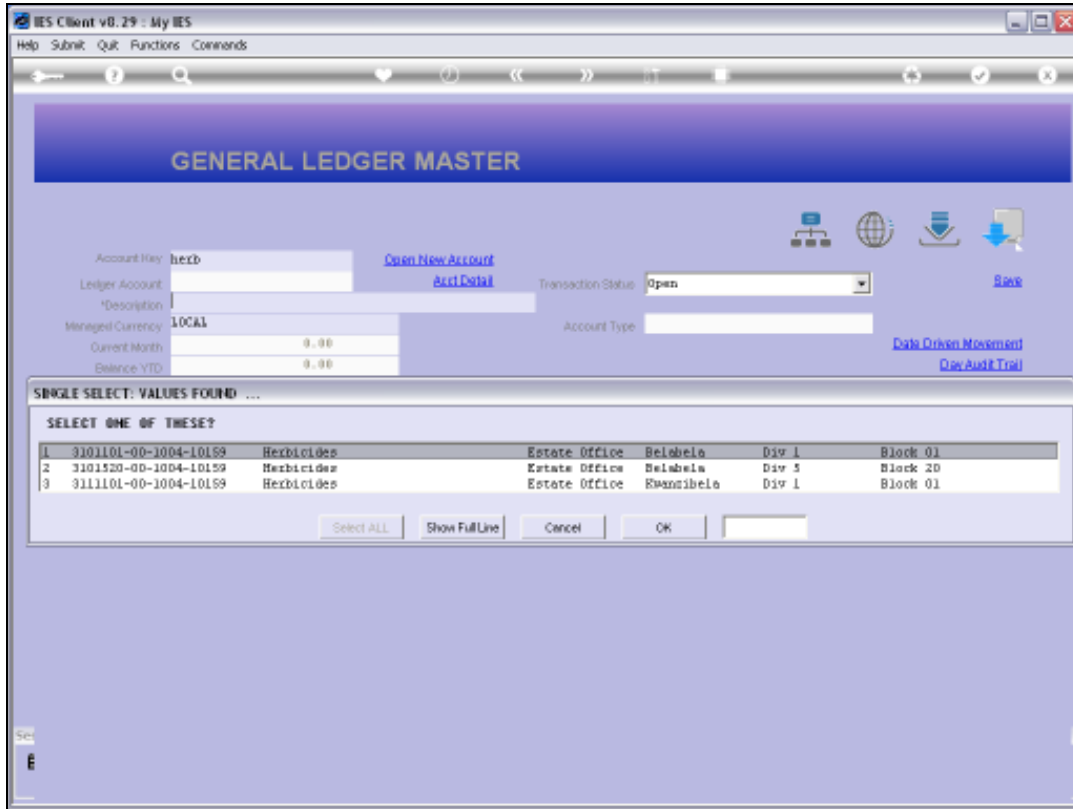 IES Client v8.29 : My IES
Help Submit Quit Functions Commands
GENERAL LEDGER MASTER
Account Key herb Open New Account
Ledger Account Acct Detail Transaction Status Open Save
*Description
Managed Currency LOCAL Account Type
Current Month 0.00 Date Driven Movement
Balance YTD 0.00 Day Audit Trail
SINGLE SELECT: VALUES FOUND ...
SELECT ONE OF THESE?
1 3101101-00-1004-10159 Herbicides Estate Office Belabela Div 1 Block 01
2 3101520-00-1004-10159 Herbicides Estate Office Belabela Div 5 Block 20
3 3111101-00-1004-10159 Herbicides Estate Office Kwanzibela Div 1 Block 01
Select ALL Show Full Line Cancel OK